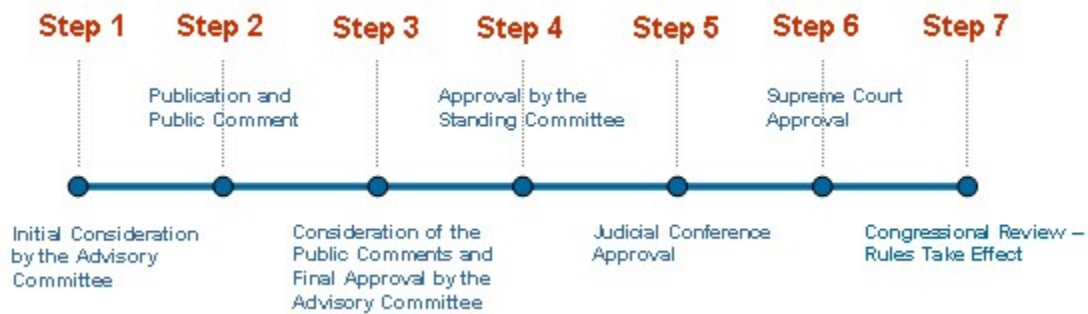 Step 1
Step 2
Step 3
Step 4
Step 5
Step 6
Step 7
Publication and
Public Comment
Approval by the
Standing Committee
Supreme Court
Approval
Initial Consideration
by the Advisory
Committee
Consideration of the
Public Comments and
Final Approval by the
Advisory Committee
Judicial Conference
Approval
Congressional Review –
Rules Take Effect